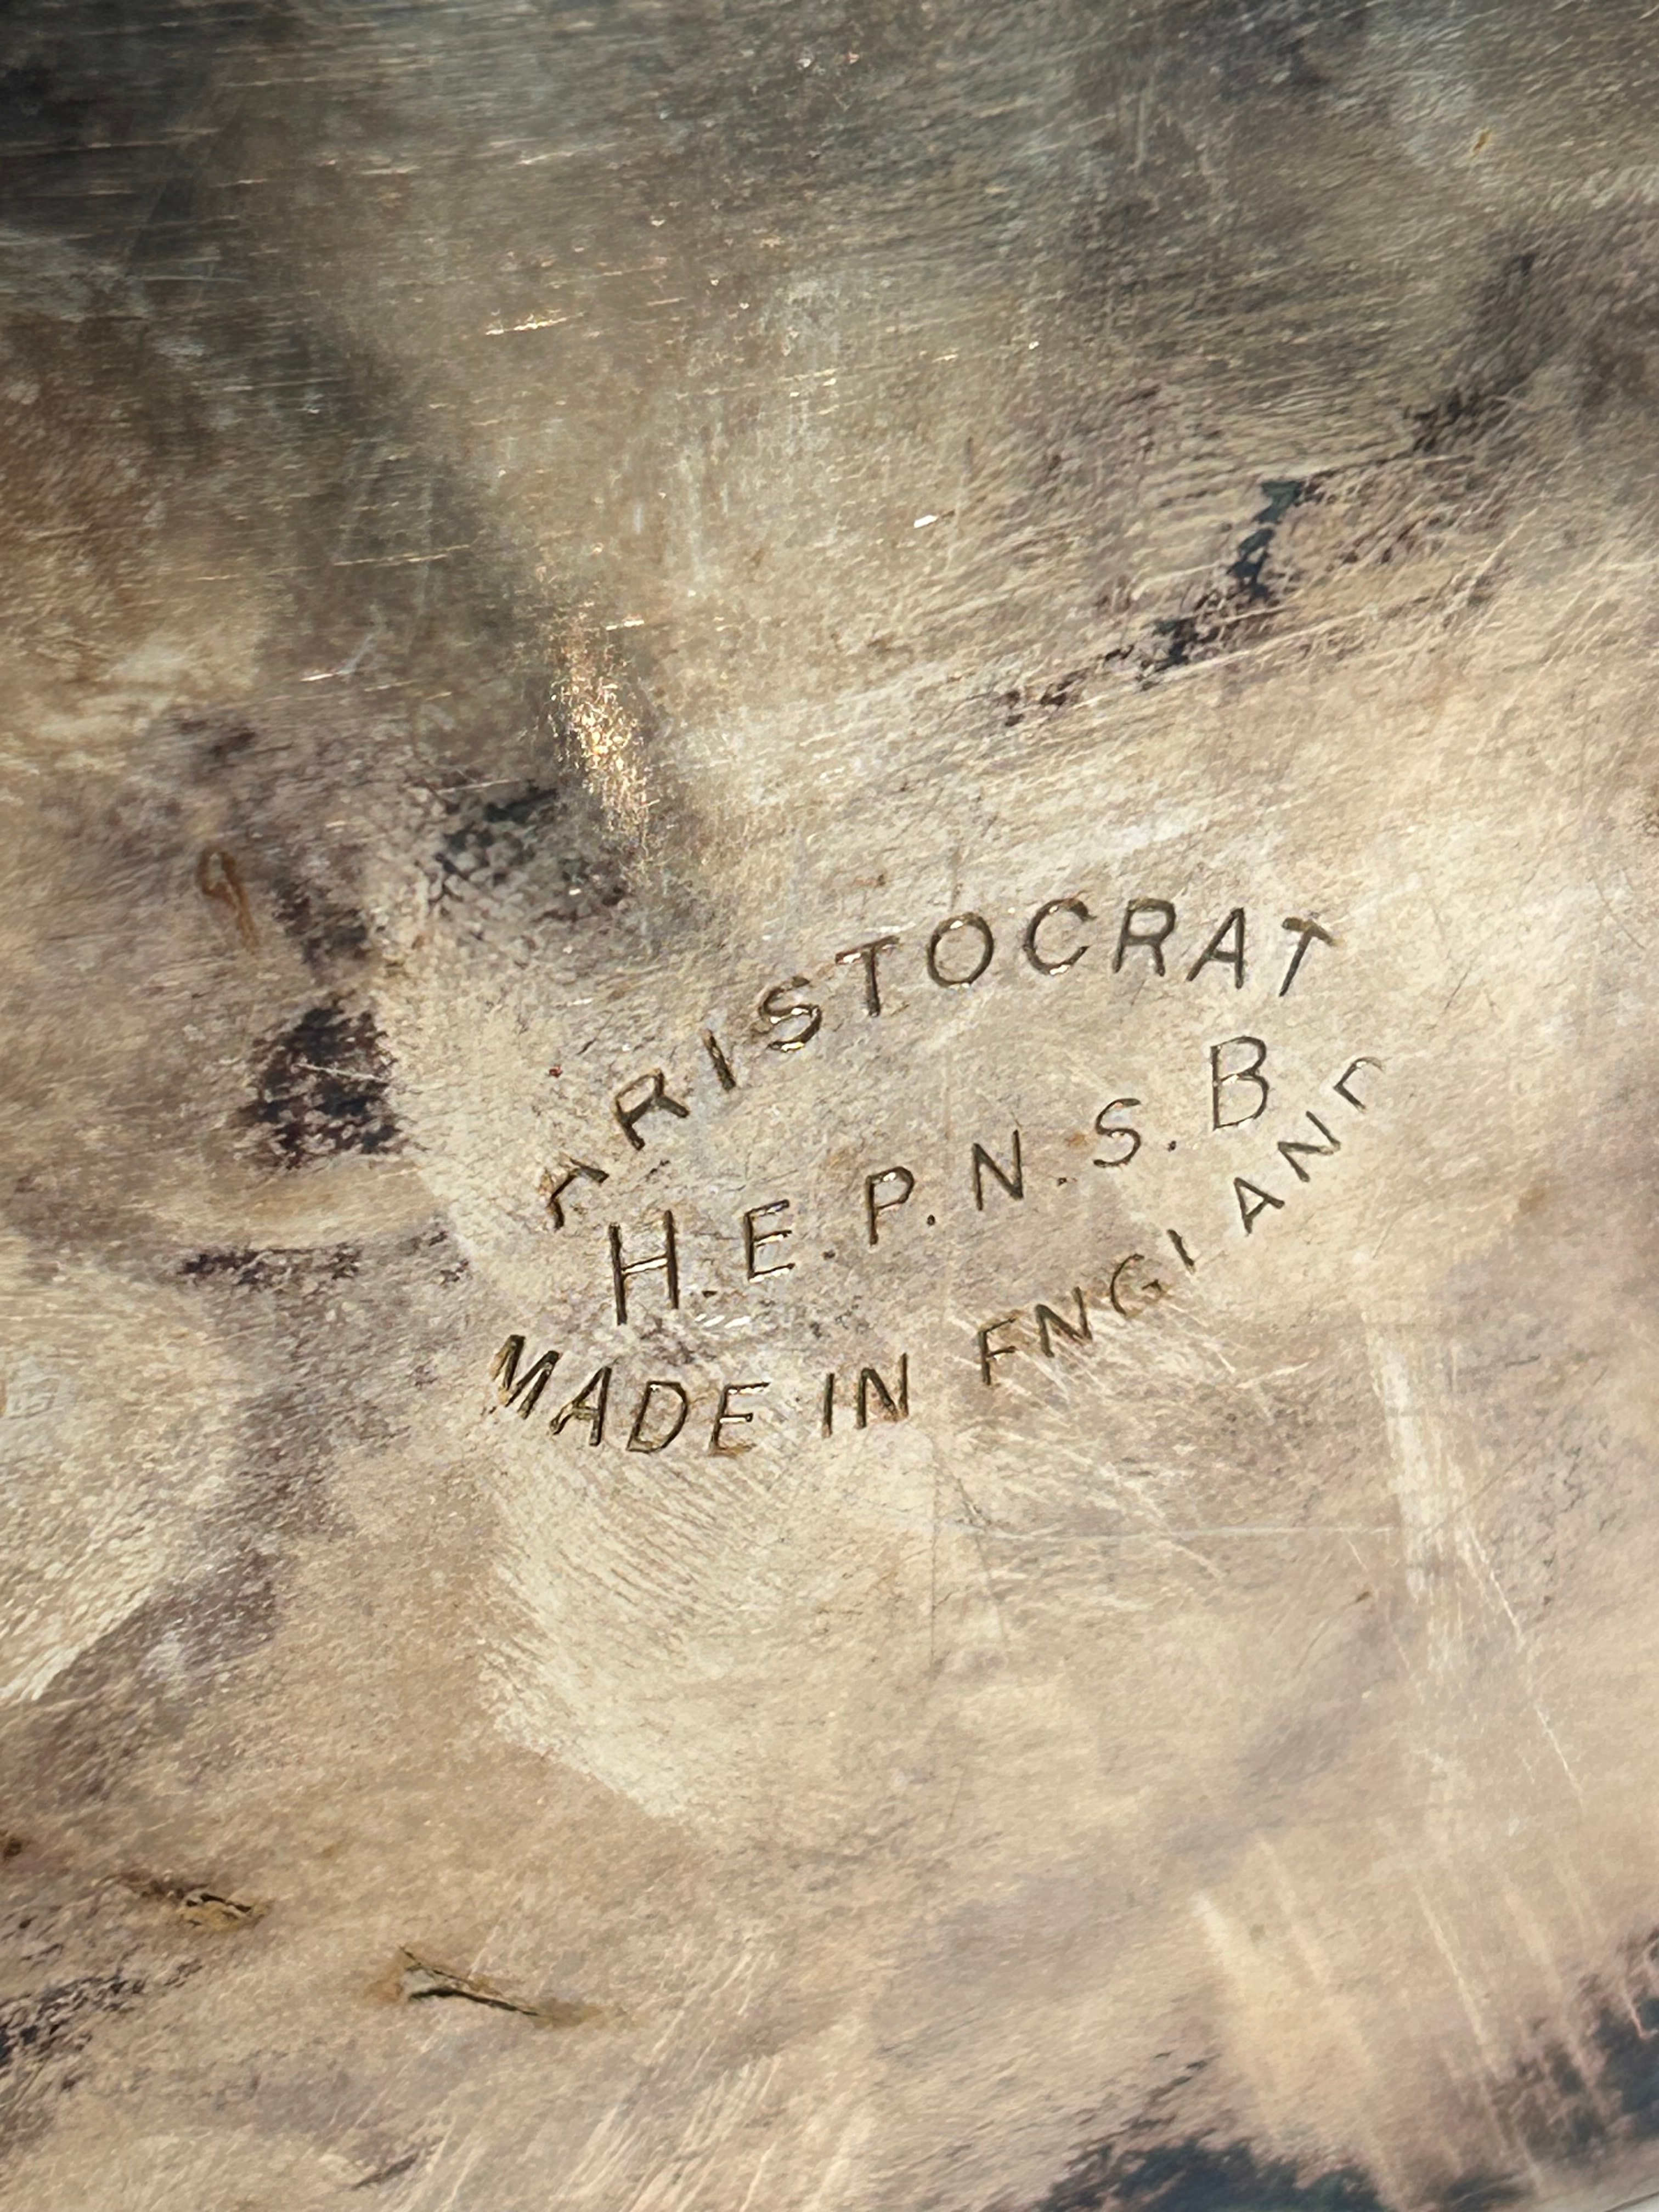 ARISTOCRAT
H.E.P.N.S.B
MADE IN ENGLAND